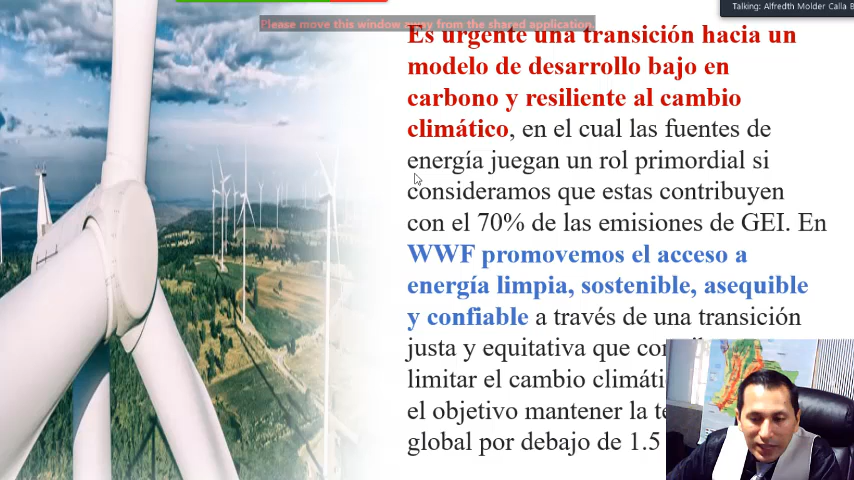 Talking: Alfredth Molder Calla B
Please move this window away from the shared application.
Es urgente una transición hacia un
modelo de desarrollo bajo en
carbono y resiliente al cambio
climático, en el cual las fuentes de
energía juegan un rol primordial si
consideramos que estas contribuyen
con el 70% de las emisiones de GEI. En
WWF promovemos el acceso a
energía limpia, sostenible, asequible
y confiable a través de una transición
justa y equitativa que
limitar el cambio
el objetivo mantener la
global por debajo de 1.5